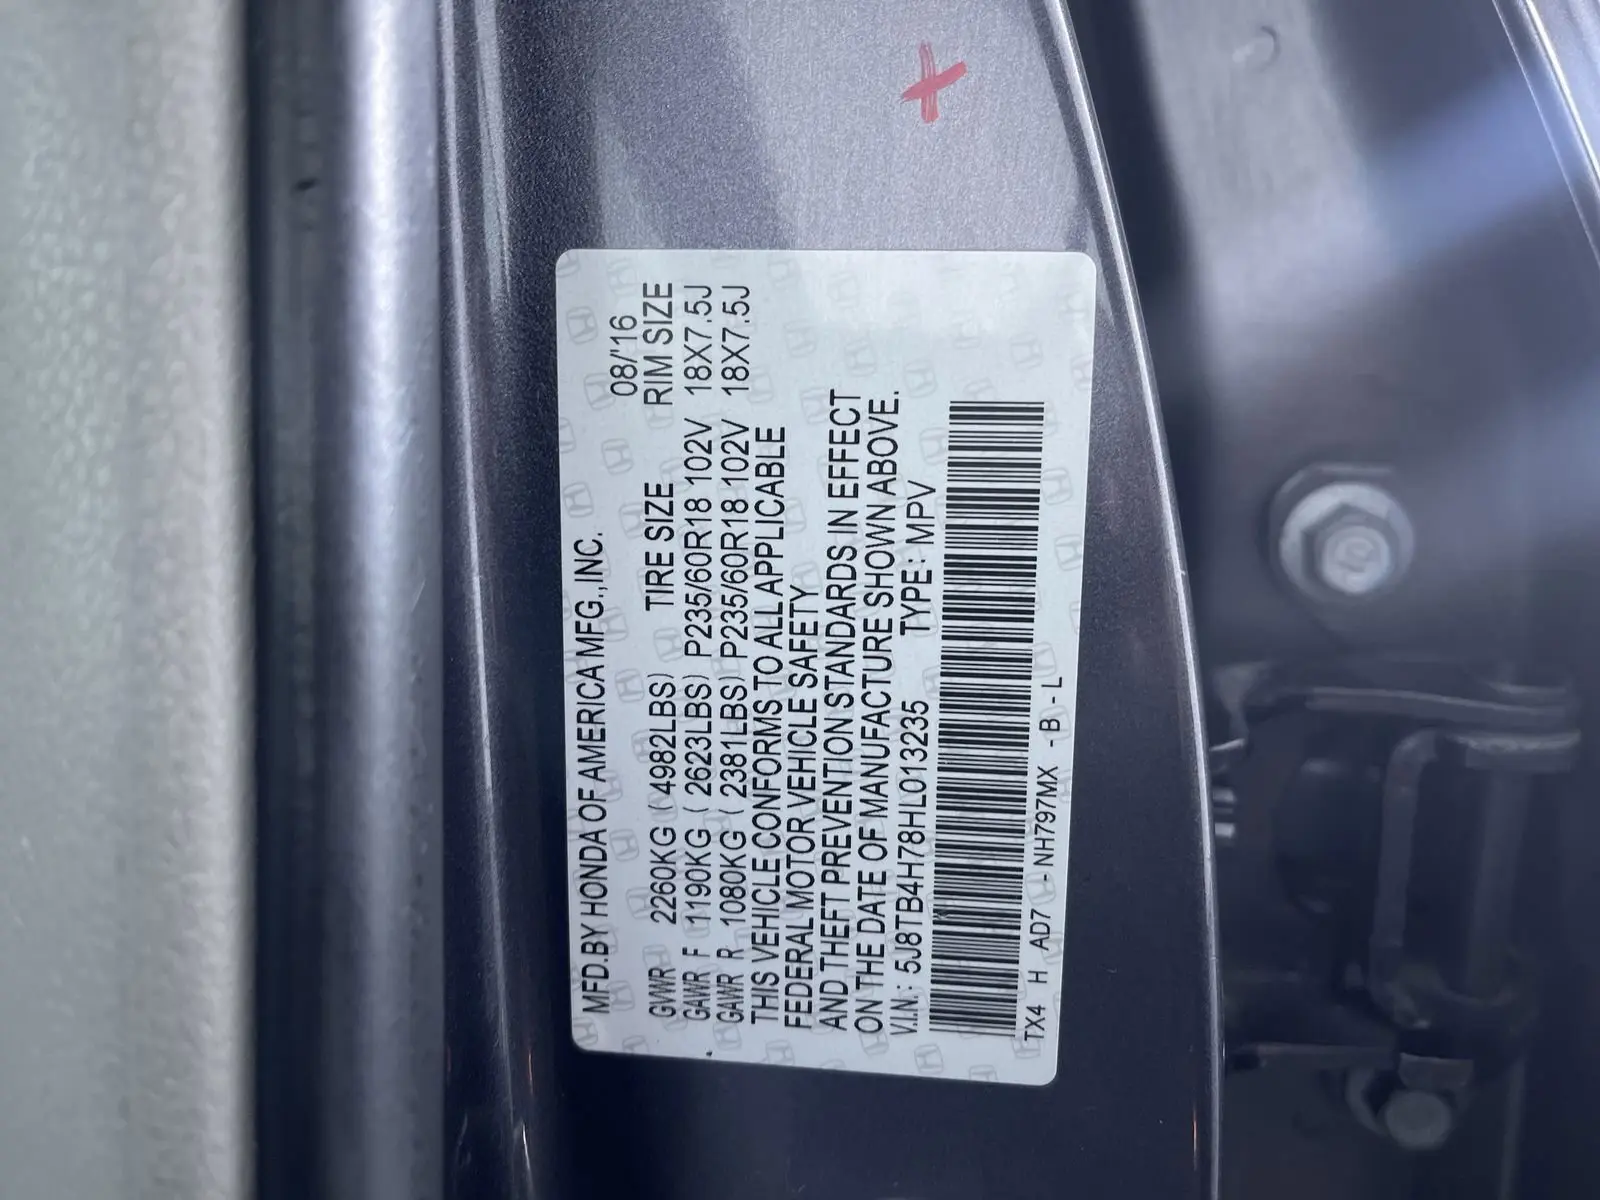 MFD.BY HONDA OF AMERICA MFG.,INC. 08/'16
GVWR 2260KG ( 4982LBS) TIRE SIZE RIM SIZE
GAWR F 1190KG ( 2623LBS) P235/60R18 102V 18X7.5J
GAWR R 1080KG ( 2381LBS) P235/60R18 102V 18X7.5J
THIS VEHICLE CONFORMS TO ALL APPLICABLE
FEDERAL MOTOR VEHICLE SAFETY
AND THEFT PREVENTION STANDARDS IN EFFECT
ON THE DATE OF MANUFACTURE SHOWN ABOVE.
V.I.N.: 5J8TB4H78HL013235 TYPE: MPV
TX4 H AD7 - NH797MX - B - L